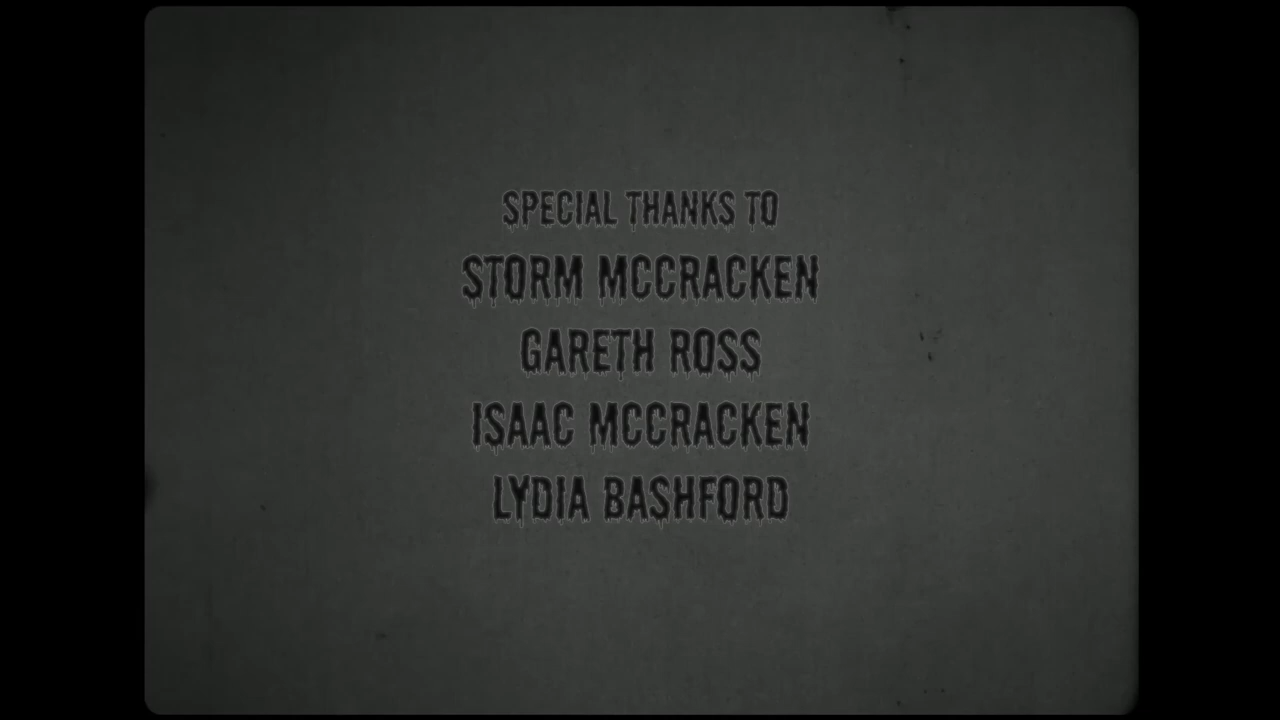 SPECIAL THANKS TO
STORM MCCRACKEN
GARETH ROSS
ISAAC MCCRACKEN
LYDIA BASHFORD